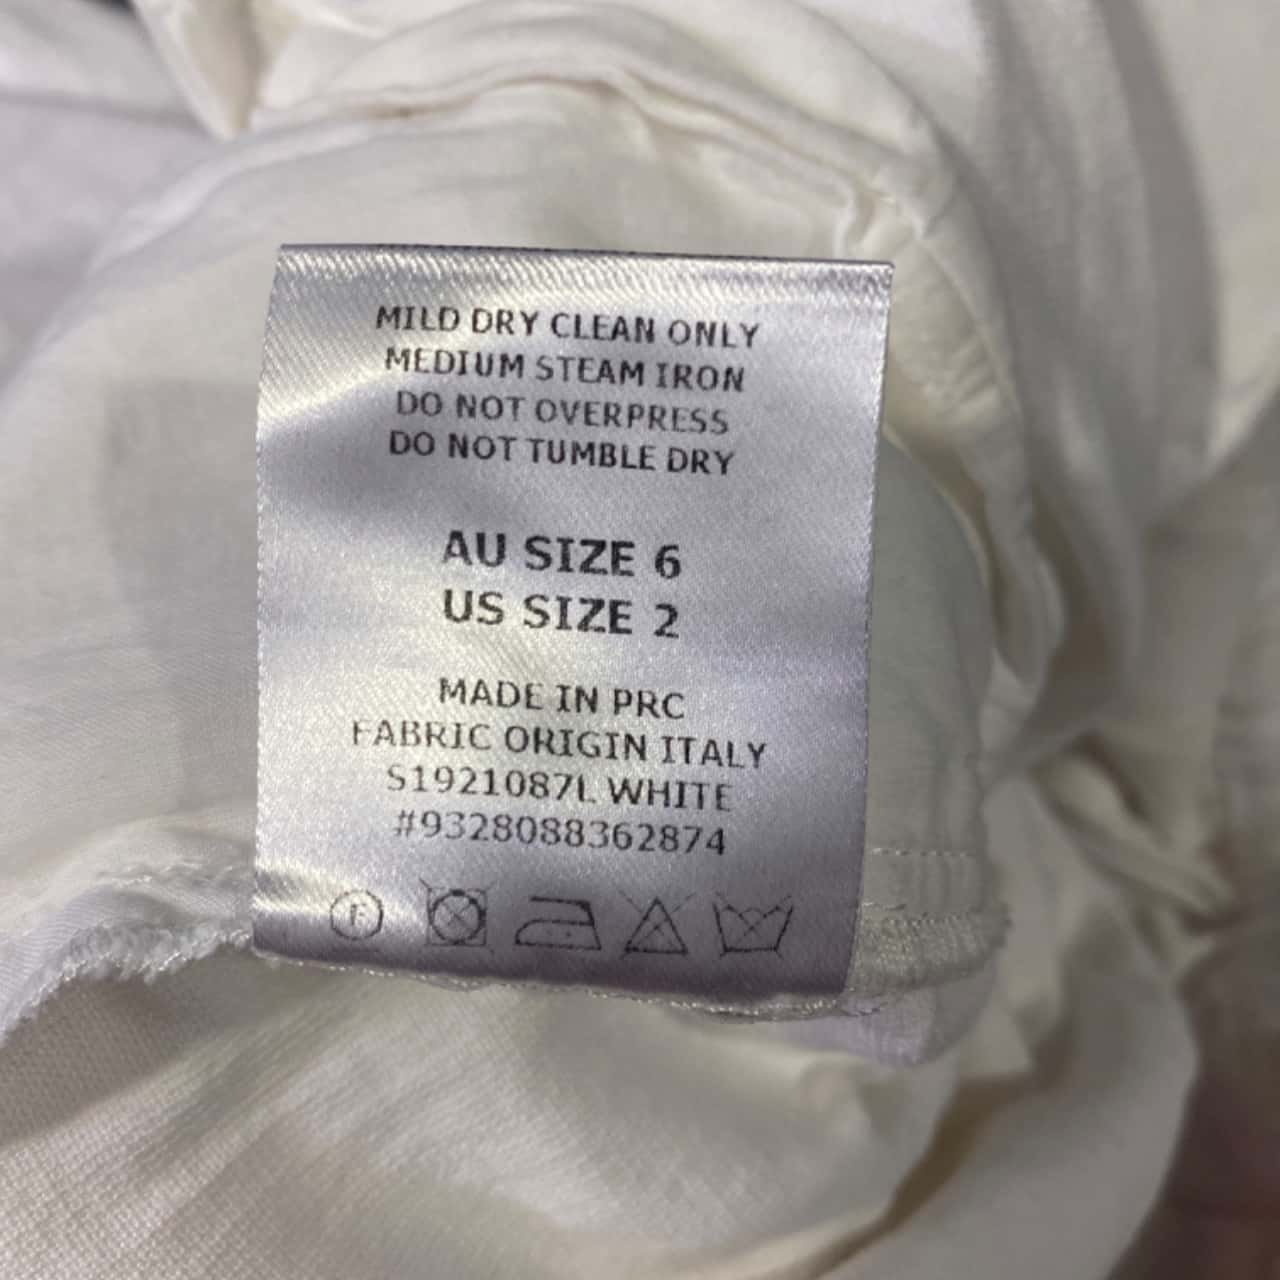 MILD DRY CLEAN ONLY
MEDIUM STEAM IRON
DO NOT OVERPRESS
DO NOT TUMBLE DRY
AU SIZE 6
US SIZE 2
MADE IN PRC
FABRIC ORIGIN ITALY
S1921087L WHITE
#9328088362874
F